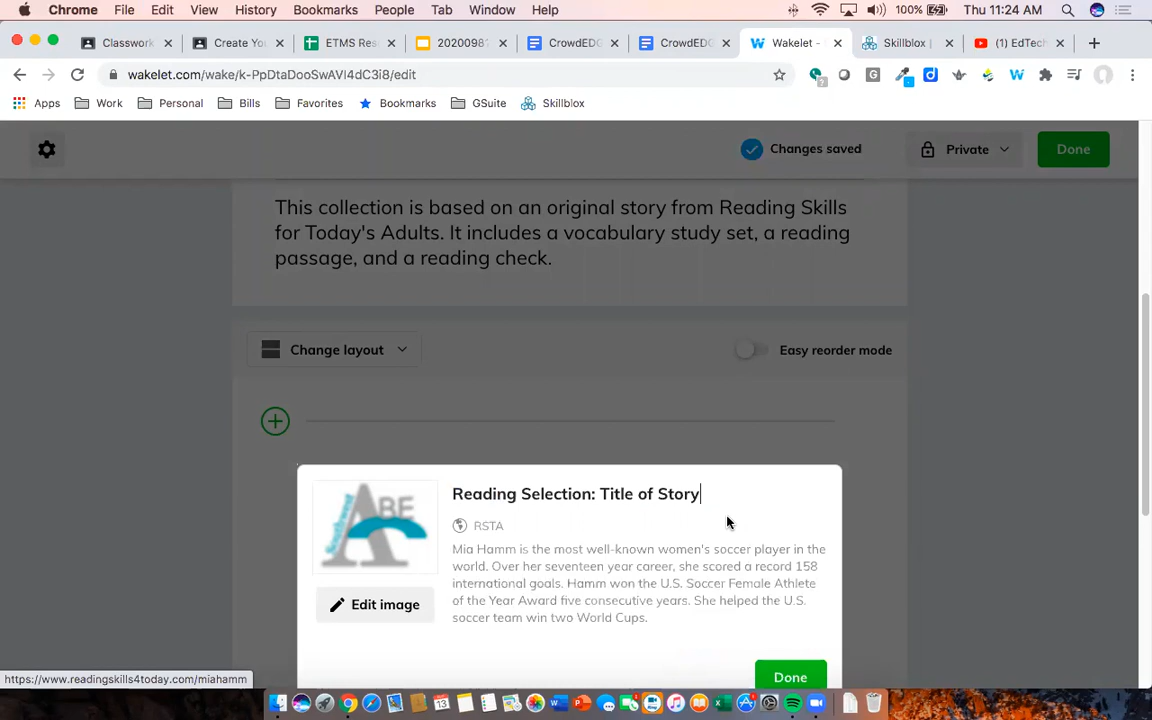 Chrome File Edit View History Bookmarks People Tab Window Help 100% Thu 11:24 AM
Classwork Create You ETMS Res 2020098 CrowdEDG CrowdEDG Wakelet - Skillblox | (1) EdTech
wakelet.com/wake/k-PpDtaDooSwAVl4dC3i8/edit
Apps Work Personal Bills Favorites Bookmarks GSuite Skillblox
Changes saved Private Done
This collection is based on an original story from Reading Skills
for Today's Adults. It includes a vocabulary study set, a reading
passage, and a reading check.
Change layout Easy reorder mode
Reading Selection: Title of Story
Southwest ABE
RSTA
Mia Hamm is the most well-known women's soccer player in the
world. Over her seventeen year career, she scored a record 158
international goals. Hamm won the U.S. Soccer Female Athlete
of the Year Award five consecutive years. She helped the U.S.
soccer team win two World Cups.
Edit image
Done
https://www.readingskills4today.com/miahamm